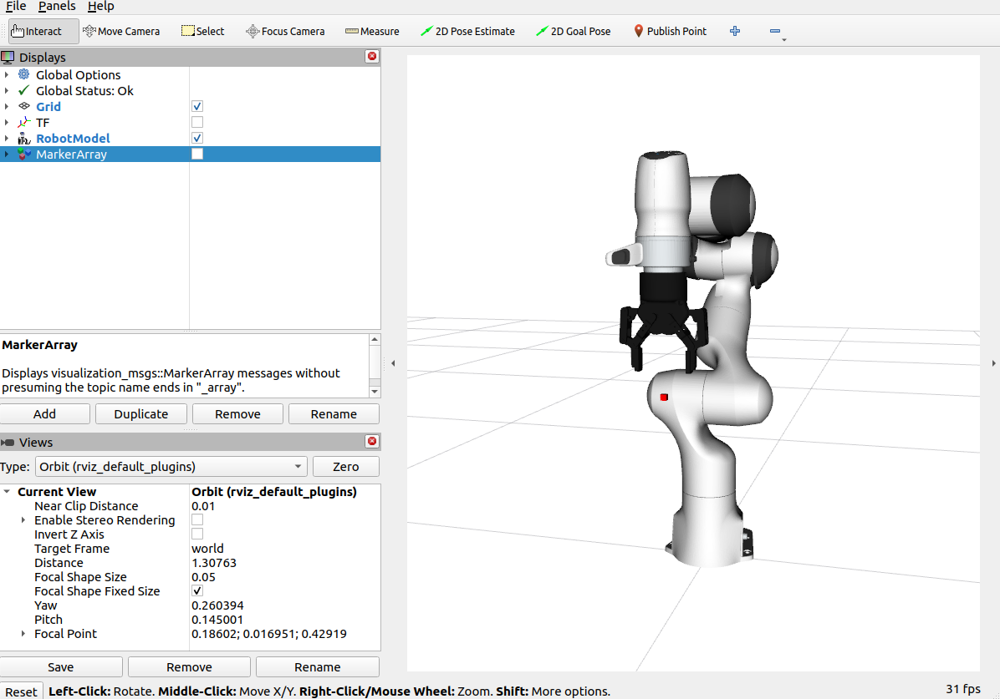 File Panels Help
Interact Move Camera Select Focus Camera Measure 2D Pose Estimate 2D Goal Pose Publish Point
Displays
Global Options
Global Status: Ok
Grid
TF
RobotModel
MarkerArray
MarkerArray
Displays visualization_msgs::MarkerArray messages without
presuming the topic name ends in "_array".
Add Duplicate Remove Rename
Views
Type: Orbit (rviz_default_plugins) Zero
Current View Orbit (rviz_default_plugins)
Near Clip Distance 0.01
Enable Stereo Rendering
Invert Z Axis
Target Frame world
Distance 1.30763
Focal Shape Size 0.05
Focal Shape Fixed Size
Yaw 0.260394
Pitch 0.145001
Focal Point 0.18602; 0.016951; 0.42919
Save Remove Rename
Reset Left-Click: Rotate. Middle-Click: Move X/Y. Right-Click/Mouse Wheel: Zoom. Shift: More options. 31 fps